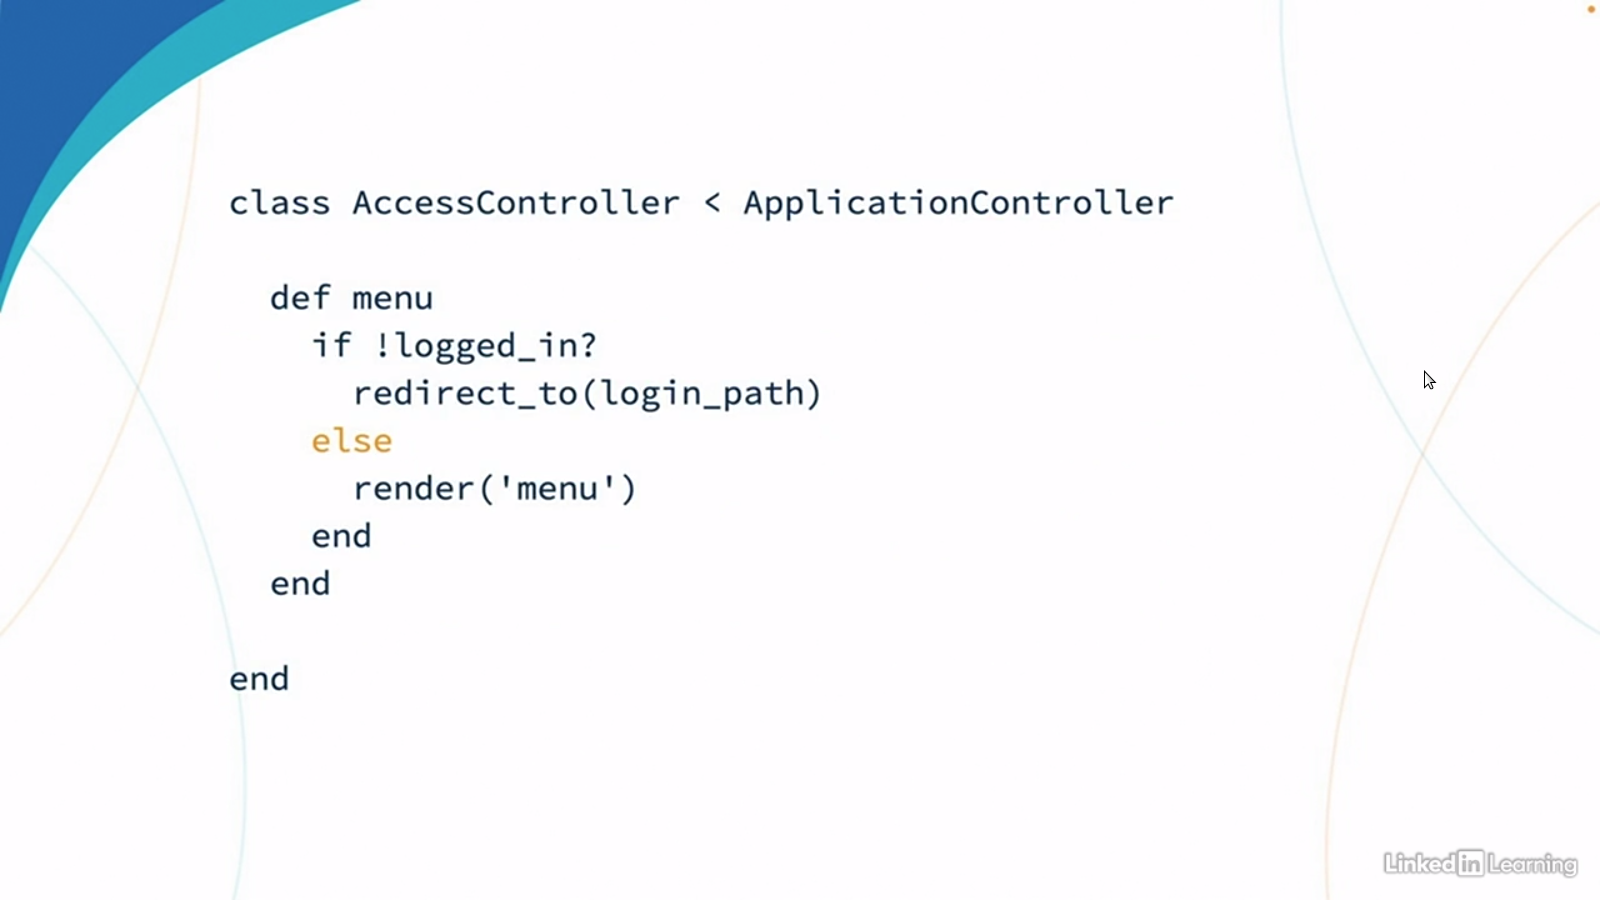 class AccessController < ApplicationController
def menu
if !logged_in?
redirect_to(login_path)
else
render('menu')
end
end
end
LinkedIn Learning